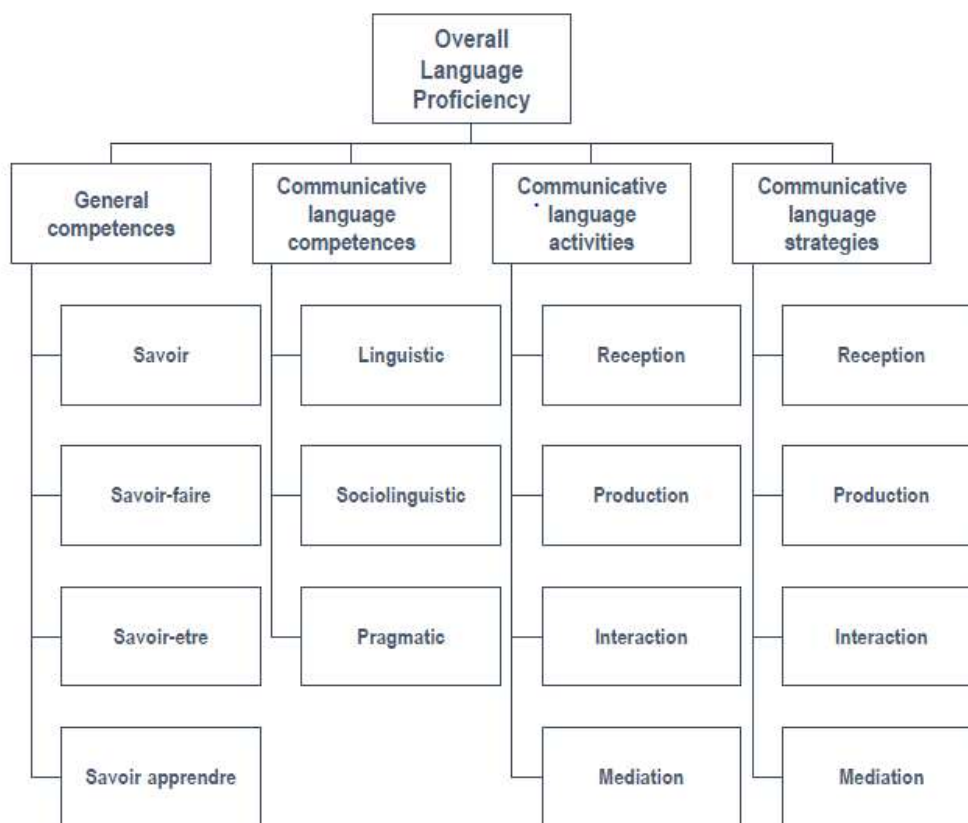 Overall
Language
Proficiency
General
competences
Communicative
language
competences
Communicative
language
activities
Communicative
language
strategies
Savoir
Linguistic
Reception
Reception
Savoir-faire
Sociolinguistic
Production
Production
Savoir-etre
Pragmatic
Interaction
Interaction
Savoir apprendre
Mediation
Mediation